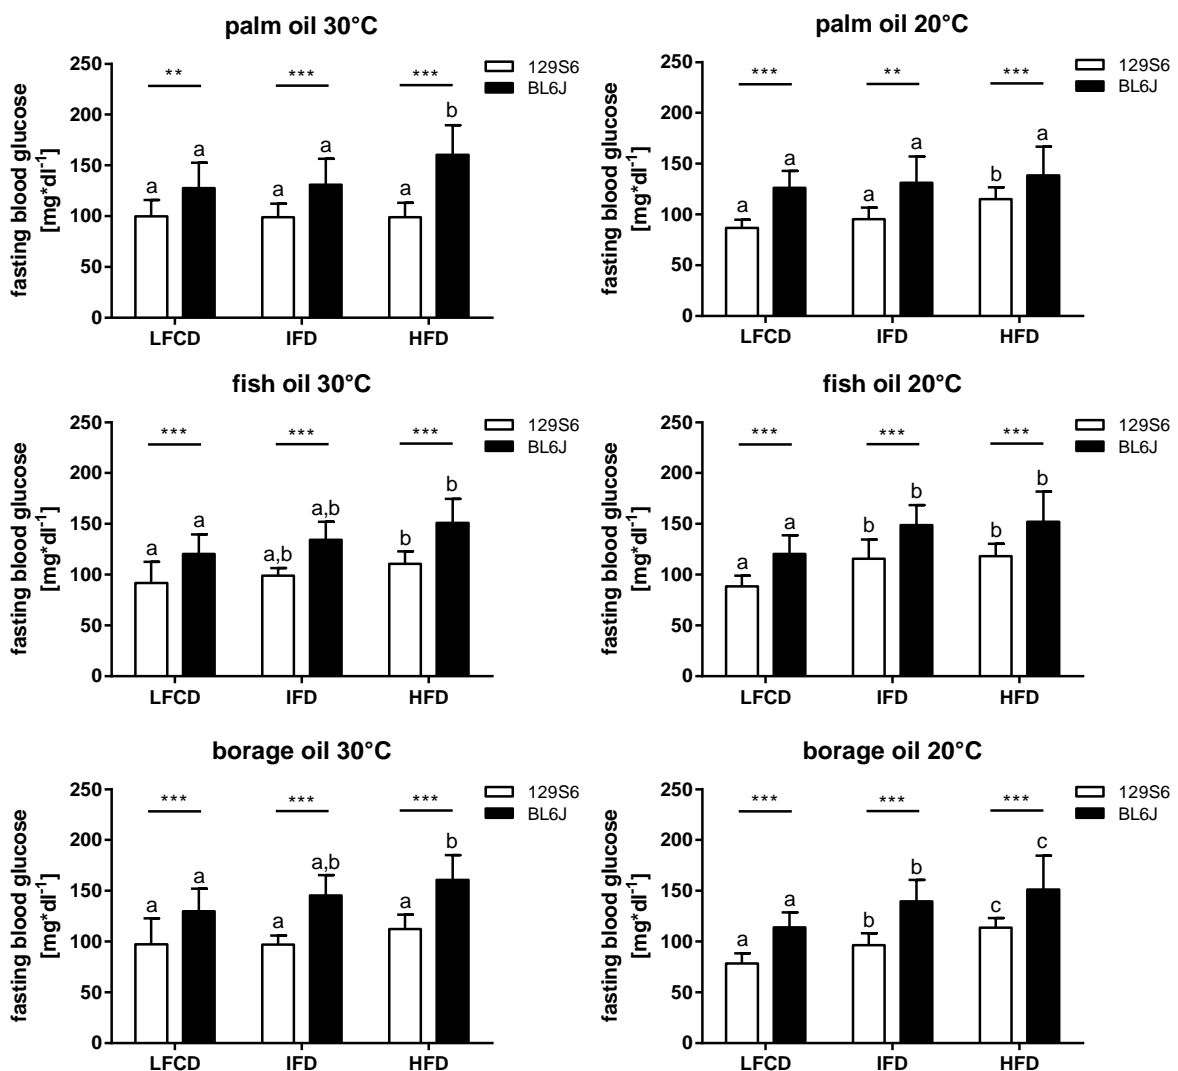 palm oil 30°C
250
200
150
100
50
0
fasting blood glucose
[mg*dl⁻¹]
** *** ***
a a a a a b
LFCD IFD HFD
129S6
BL6J
palm oil 20°C
250
200
150
100
50
0
fasting blood glucose
[mg*dl⁻¹]
*** ** ***
a a a a b a
LFCD IFD HFD
129S6
BL6J
fish oil 30°C
250
200
150
100
50
0
fasting blood glucose
[mg*dl⁻¹]
*** *** ***
a a a,b a,b b b
LFCD IFD HFD
129S6
BL6J
fish oil 20°C
250
200
150
100
50
0
fasting blood glucose
[mg*dl⁻¹]
*** *** ***
a a b b b b
LFCD IFD HFD
129S6
BL6J
borage oil 30°C
250
200
150
100
50
0
fasting blood glucose
[mg*dl⁻¹]
*** *** ***
a a a a,b a b
LFCD IFD HFD
129S6
BL6J
borage oil 20°C
250
200
150
100
50
0
fasting blood glucose
[mg*dl⁻¹]
*** *** ***
a a b b c c
LFCD IFD HFD
129S6
BL6J